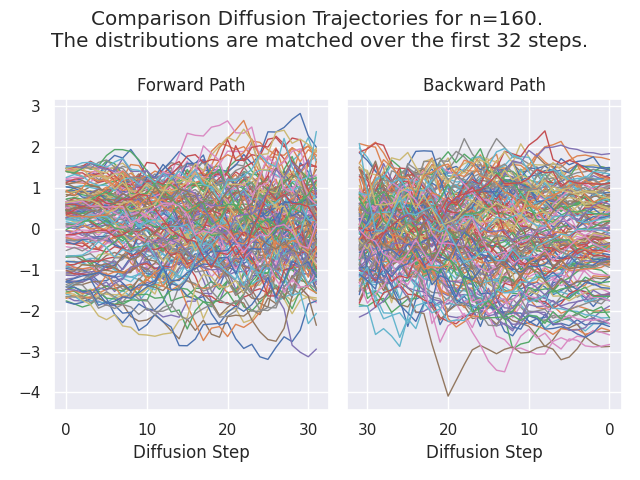 Comparison Diffusion Trajectories for n=160.
The distributions are matched over the first 32 steps.
Forward Path
Backward Path
3
2
1
0
−1
−2
−3
−4
0 10 20 30
30 20 10 0
Diffusion Step
Diffusion Step